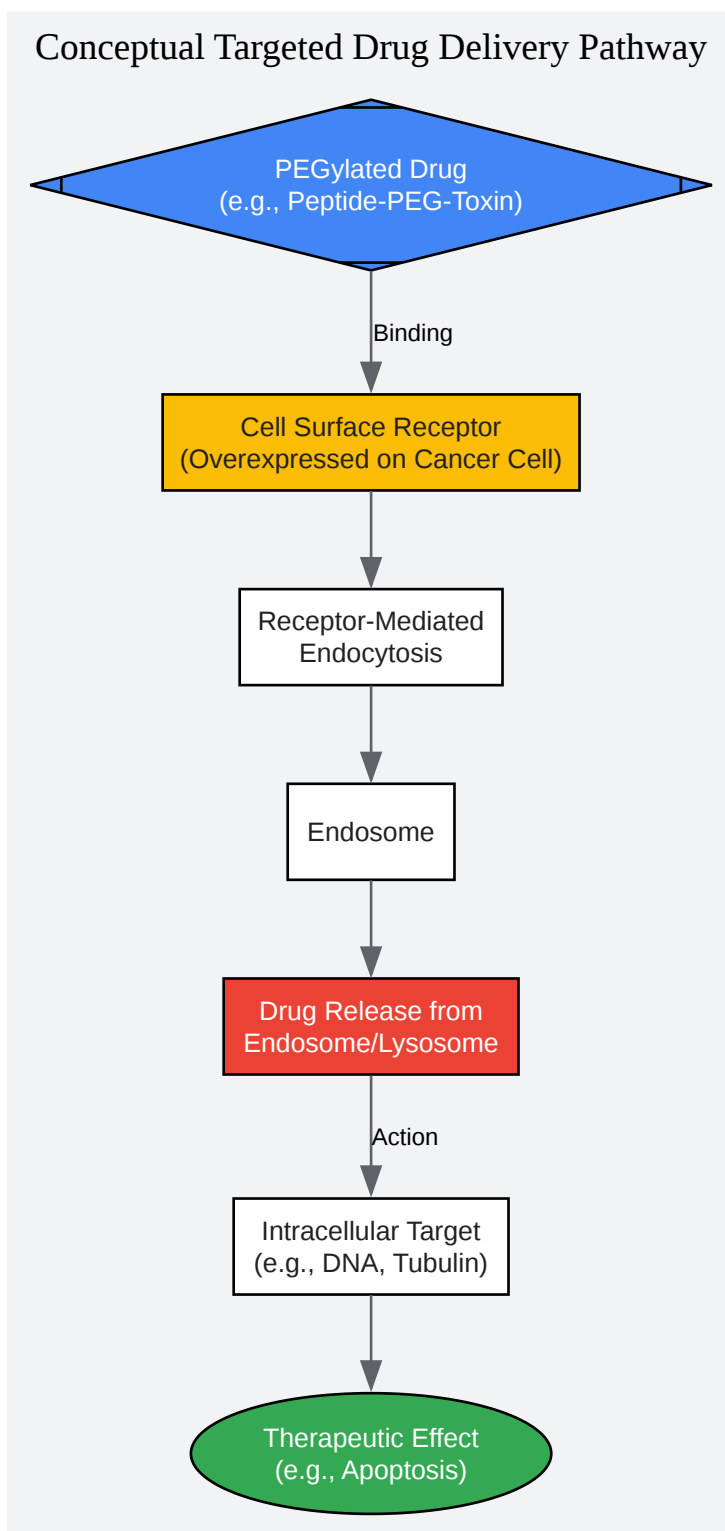 Conceptual Targeted Drug Delivery Pathway
PEGylated Drug
(e.g., Peptide-PEG-Toxin)
Binding
Cell Surface Receptor
(Overexpressed on Cancer Cell)
Receptor-Mediated
Endocytosis
Endosome
Drug Release from
Endosome/Lysosome
Action
Intracellular Target
(e.g., DNA, Tubulin)
Therapeutic Effect
(e.g., Apoptosis)